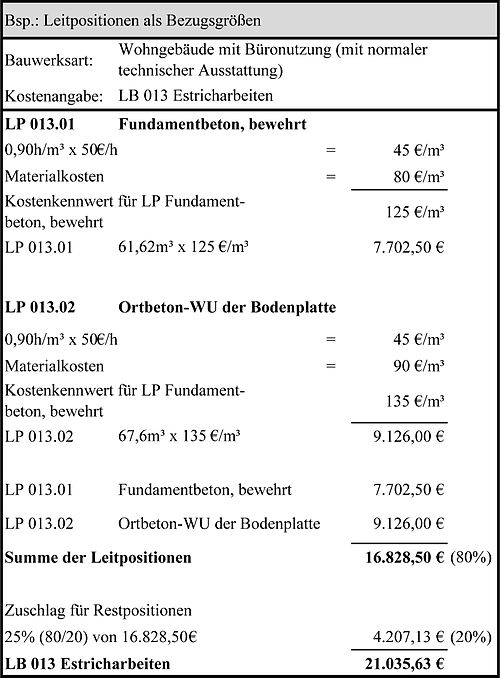 Bsp.: Leitpositionen als Bezugsgrößen
Bauwerksart: Wohngebäude mit Büronutzung (mit normaler
technischer Ausstattung)
Kostenangabe: LB 013 Estricharbeiten
LP 013.01 Fundamentbeton, bewehrt
0,90h/m³ x 50€/h = 45 €/m³
Materialkosten = 80 €/m³
Kostenkennwert für LP Fundament-
beton, bewehrt 125 €/m³
LP 013.01 61,62m³ x 125 €/m³ 7.702,50 €
LP 013.02 Ortbeton-WU der Bodenplatte
0,90h/m³ x 50€/h = 45 €/m³
Materialkosten = 90 €/m³
Kostenkennwert für LP Fundament-
beton, bewehrt 135 €/m³
LP 013.02 67,6m³ x 135 €/m³ 9.126,00 €
LP 013.01 Fundamentbeton, bewehrt 7.702,50 €
LP 013.02 Ortbeton-WU der Bodenplatte 9.126,00 €
Summe der Leitpositionen 16.828,50 € (80%)
Zuschlag für Restpositionen
25% (80/20) von 16.828,50€ 4.207,13 € (20%)
LB 013 Estricharbeiten 21.035,63 €